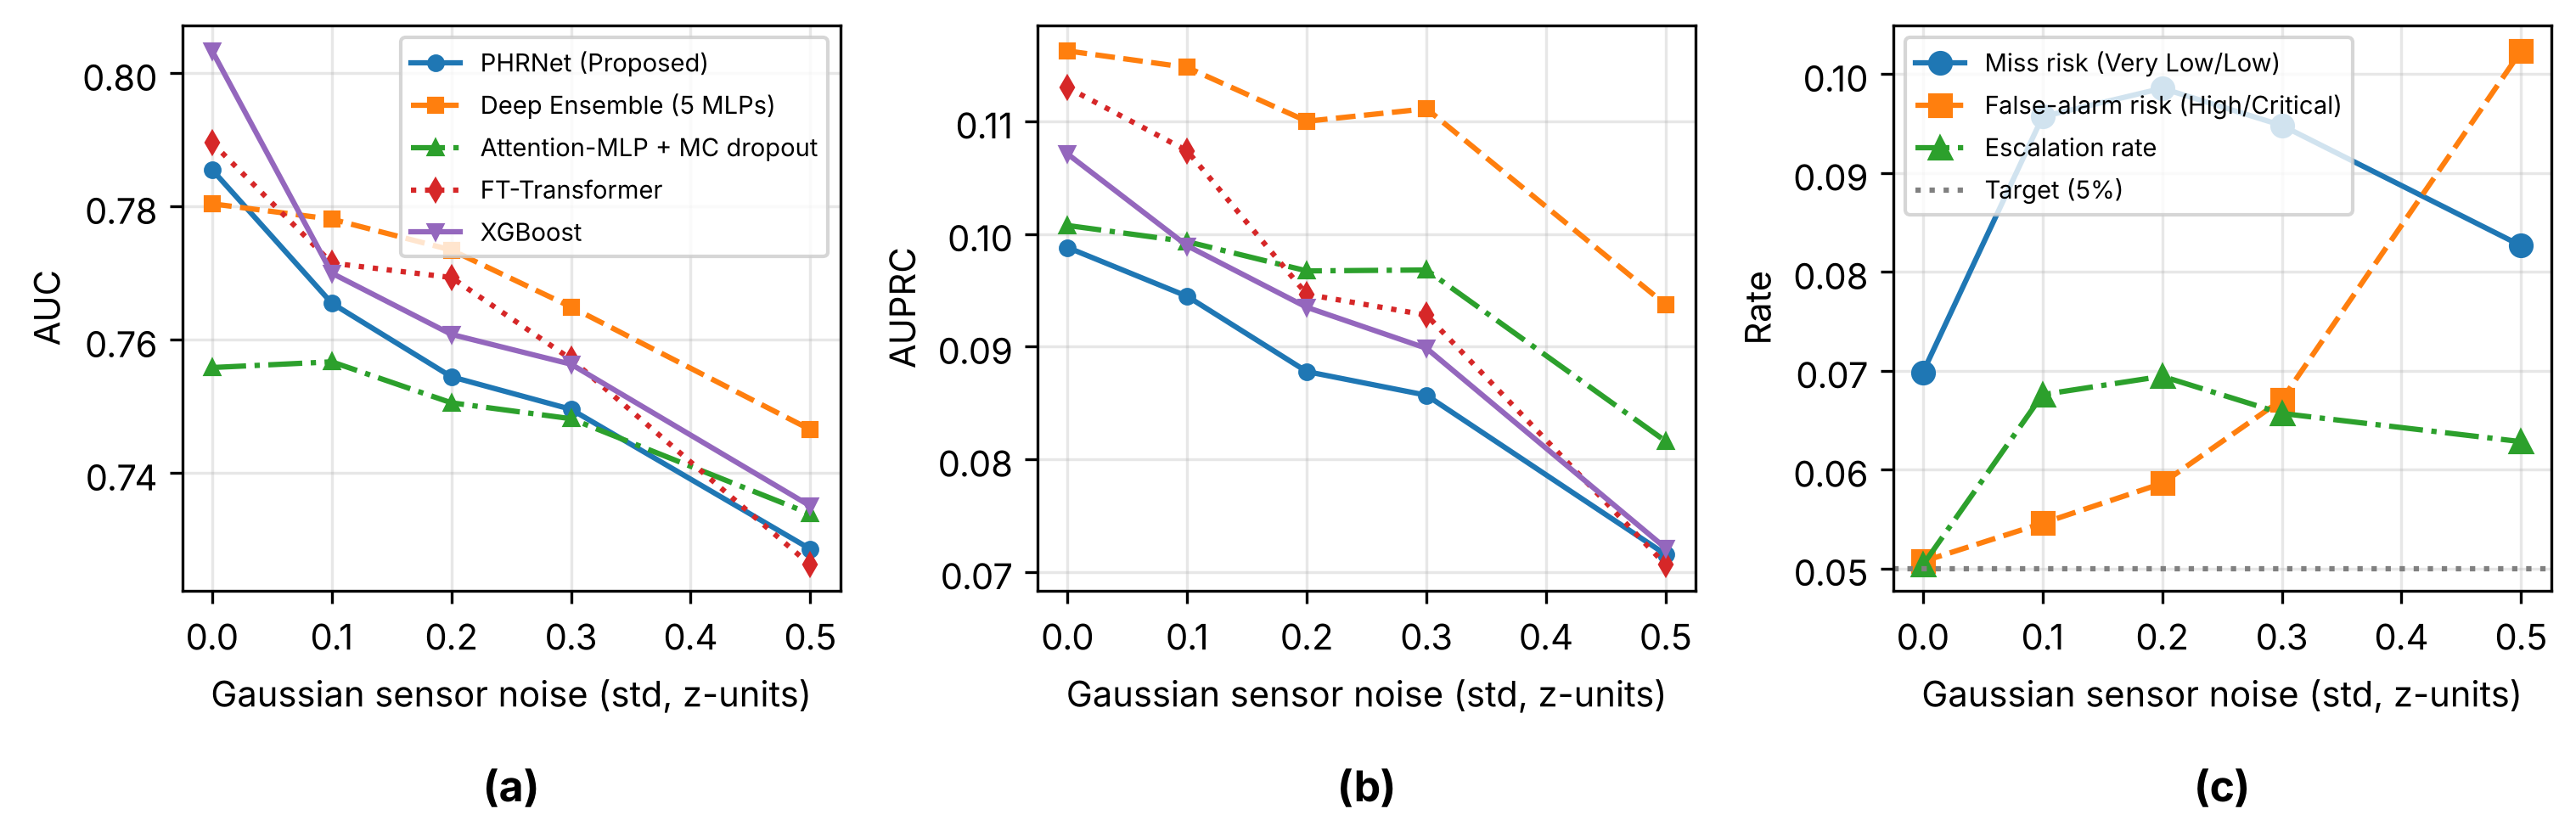 AUC
0.80
0.78
0.76
0.74
PHRNet (Proposed)
Deep Ensemble (5 MLPs)
Attention-MLP + MC dropout
FT-Transformer
XGBoost
0.0 0.1 0.2 0.3 0.4 0.5
Gaussian sensor noise (std, z-units)
(a)
AUPRC
0.11
0.10
0.09
0.08
0.07
0.0 0.1 0.2 0.3 0.4 0.5
Gaussian sensor noise (std, z-units)
(b)
Rate
0.10
0.09
0.08
0.07
0.06
0.05
Miss risk (Very Low/Low)
False-alarm risk (High/Critical)
Escalation rate
Target (5%)
0.0 0.1 0.2 0.3 0.4 0.5
Gaussian sensor noise (std, z-units)
(c)